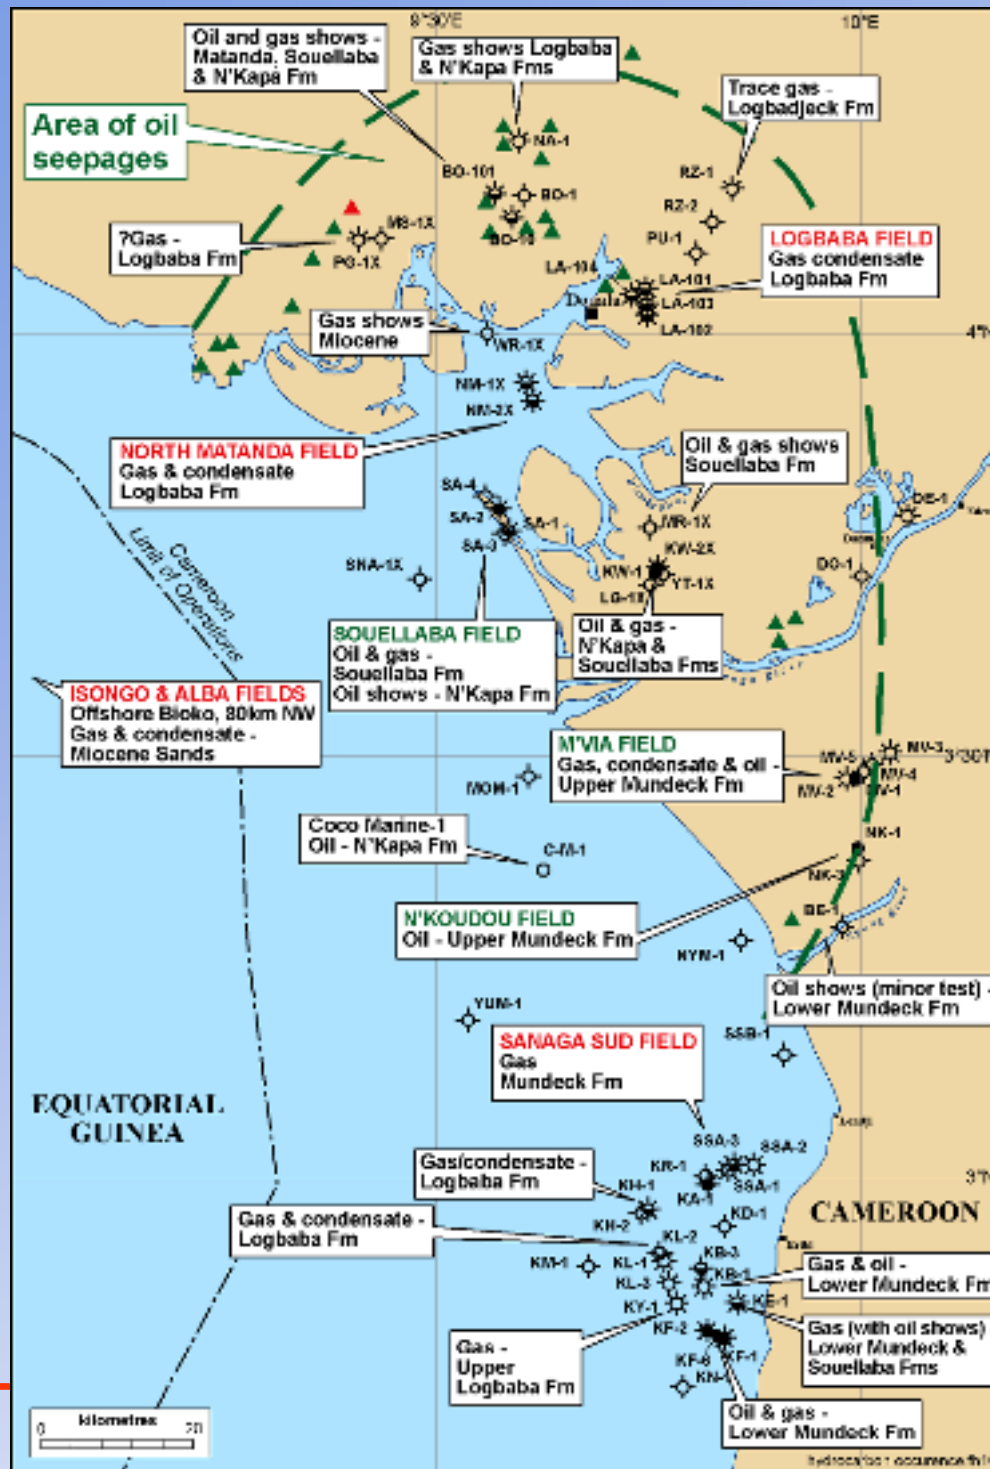 9°30'E
10°E
Oil and gas shows -
Matanda, Souellaba
& N'Kapa Fm
Gas shows Logbaba
& N'Kapa Fms
Trace gas -
Logbadjeck Fm
Area of oil
seepages
NA-1
BO-101
BO-1
BO-10
RZ-1
RZ-2
PU-1
MS-1X
PG-1X
?Gas -
Logbaba Fm
LOGBABA FIELD
Gas condensate
Logbaba Fm
LA-104
LA-101
LA-103
LA-102
Douala
Gas shows
Miocene
WR-1X
4°N
NM-1X
NM-2X
NORTH MATANDA FIELD
Gas & condensate
Logbaba Fm
Oil & gas shows
Souellaba Fm
SA-4
SA-2
SA-1
SA-3
MR-1X
KW-2X
KW-1
YT-1X
LG-1X
DE-1
DO-1
SNA-1X
Cameroon
Limit of Operations
SOUELLABA FIELD
Oil & gas -
Souellaba Fm
Oil shows - N'Kapa Fm
Oil & gas -
N'Kapa &
Souellaba Fms
ISONGO & ALBA FIELDS
Offshore Bioko, 80km NW
Gas & condensate -
Miocene Sands
M'VIA FIELD
Gas, condensate & oil -
Upper Mundeck Fm
MV-5
MV-3
MV-4
MV-2
MV-1
3°30'N
MOM-1
Coco Marine-1
Oil - N'Kapa Fm
C-M-1
NK-1
NK-3
N'KOUDOU FIELD
Oil - Upper Mundeck Fm
BE-1
NYM-1
Oil shows (minor test) -
Lower Mundeck Fm
YUM-1
SANAGA SUD FIELD
Gas
Mundeck Fm
SSB-1
EQUATORIAL
GUINEA
SSA-3
SSA-2
SSA-1
KR-1
KA-1
3°N
Gas/condensate -
Logbaba Fm
KH-1
KH-2
KD-1
CAMEROON
Gas & condensate -
Logbaba Fm
KL-2
KL-1
KL-3
KM-1
KB-3
KB-1
Gas & oil -
Lower Mundeck Fm
KY-1
KE-1
Gas (with oil shows)
Lower Mundeck &
Souellaba Fms
KF-2
KF-1
KF-6
KN-1
Gas -
Upper
Logbaba Fm
Oil & gas -
Lower Mundeck Fm
kilometres
0 20